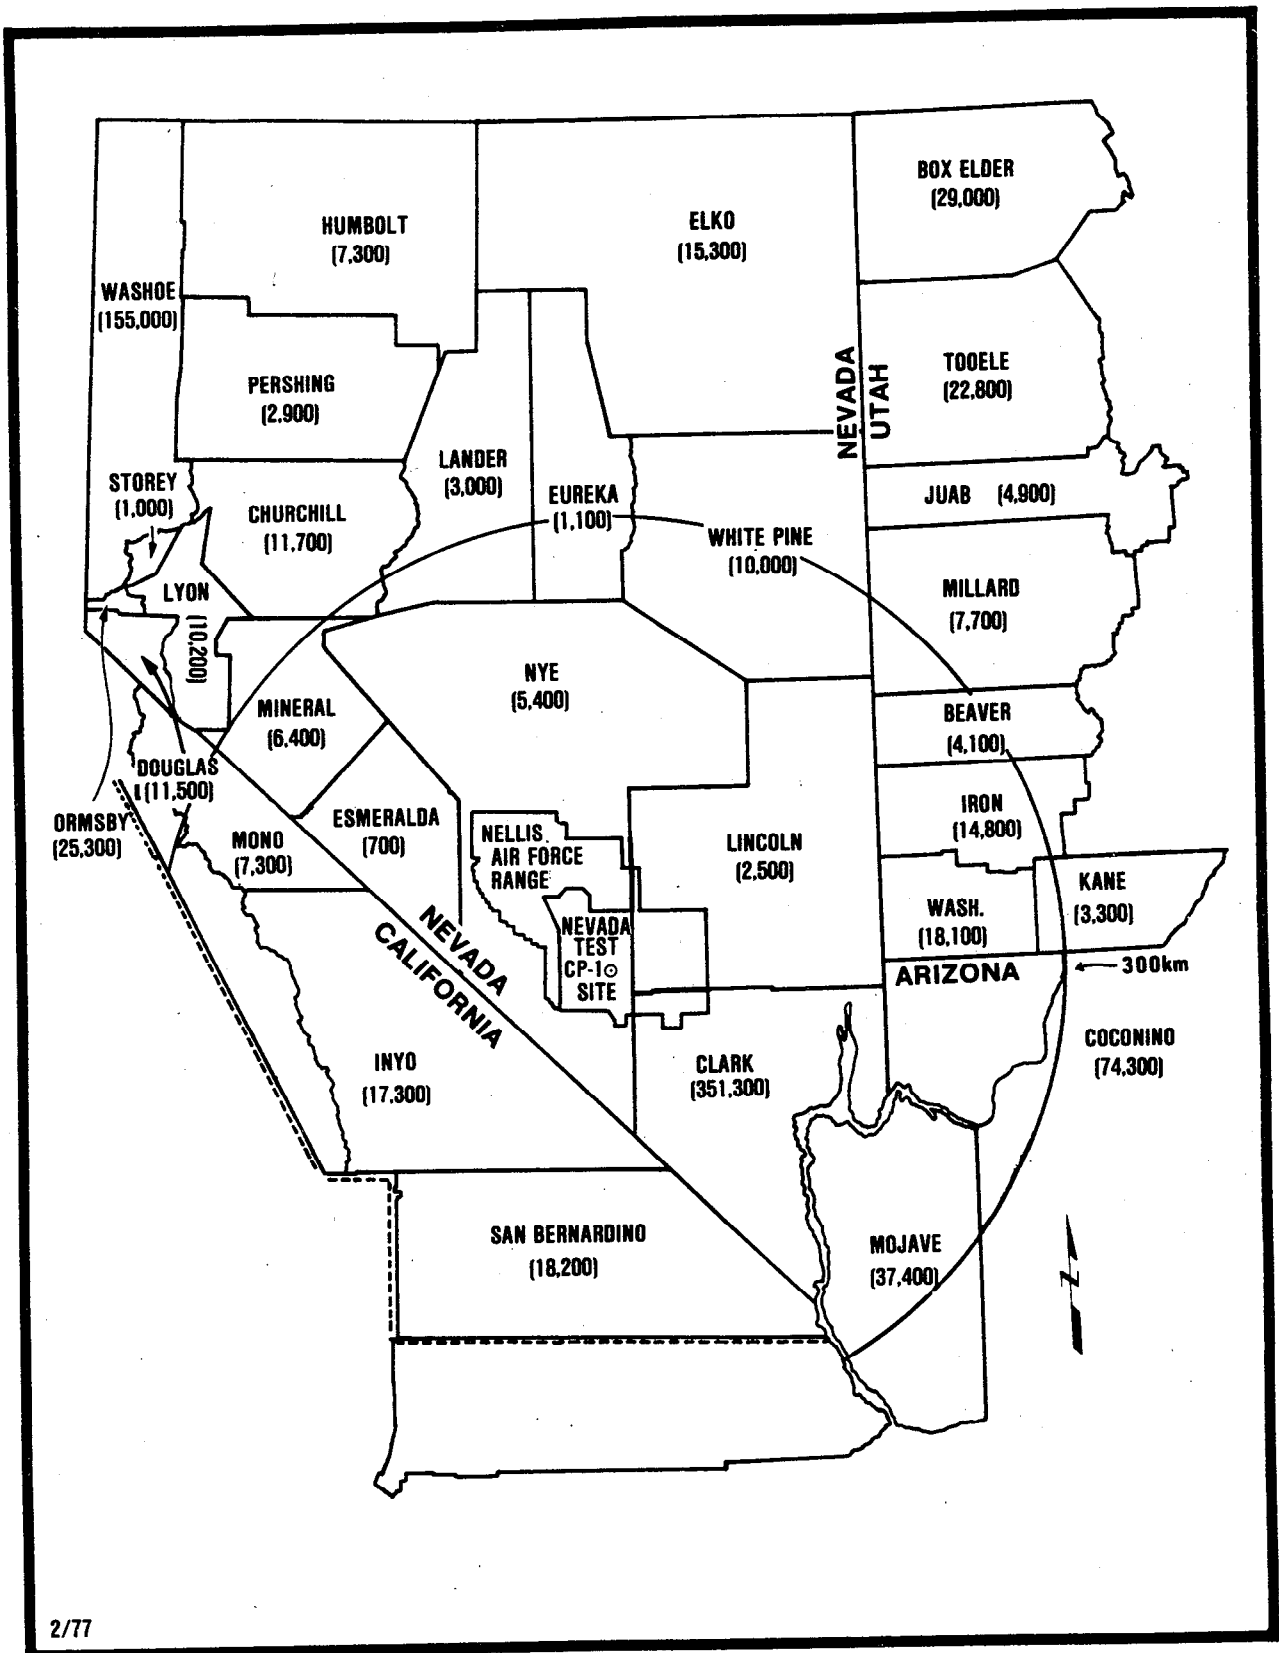 BOX ELDER
(29,000)
HUMBOLT
(7,300)
ELKO
(15,300)
WASHOE
(155,000)
NEVADA
UTAH
TOOELE
(22,800)
PERSHING
(2,900)
LANDER
(3,000)
STOREY
(1,000)
CHURCHILL
(11,700)
EUREKA
(1,100)
JUAB (4,900)
WHITE PINE
(10,000)
LYON
(10,200)
MILLARD
(7,700)
NYE
(5,400)
MINERAL
(6,400)
BEAVER
(4,100)
DOUGLAS
(11,500)
ORMSBY
(25,300)
MONO
(7,300)
ESMERALDA
(700)
NELLIS
AIR FORCE
RANGE
LINCOLN
(2,500)
IRON
(14,800)
KANE
(3,300)
WASH.
(18,100)
NEVADA
CALIFORNIA
NEVADA
TEST
CP-1⊙
SITE
ARIZONA
300km
INYO
(17,300)
CLARK
(351,300)
COCONINO
(74,300)
SAN BERNARDINO
(18,200)
MOJAVE
(37,400)
N
2/77